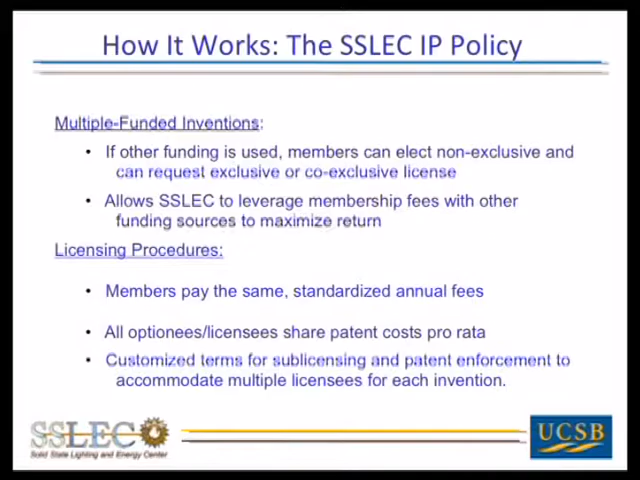 How It Works: The SSLEC IP Policy
Multiple-Funded Inventions:
• If other funding is used, members can elect non-exclusive and
can request exclusive or co-exclusive license
• Allows SSLEC to leverage membership fees with other
funding sources to maximize return
Licensing Procedures:
• Members pay the same, standardized annual fees
• All optionees/licensees share patent costs pro rata
• Customized terms for sublicensing and patent enforcement to
accommodate multiple licensees for each invention.
SSLEC
Solid State Lighting and Energy Center
UCSB